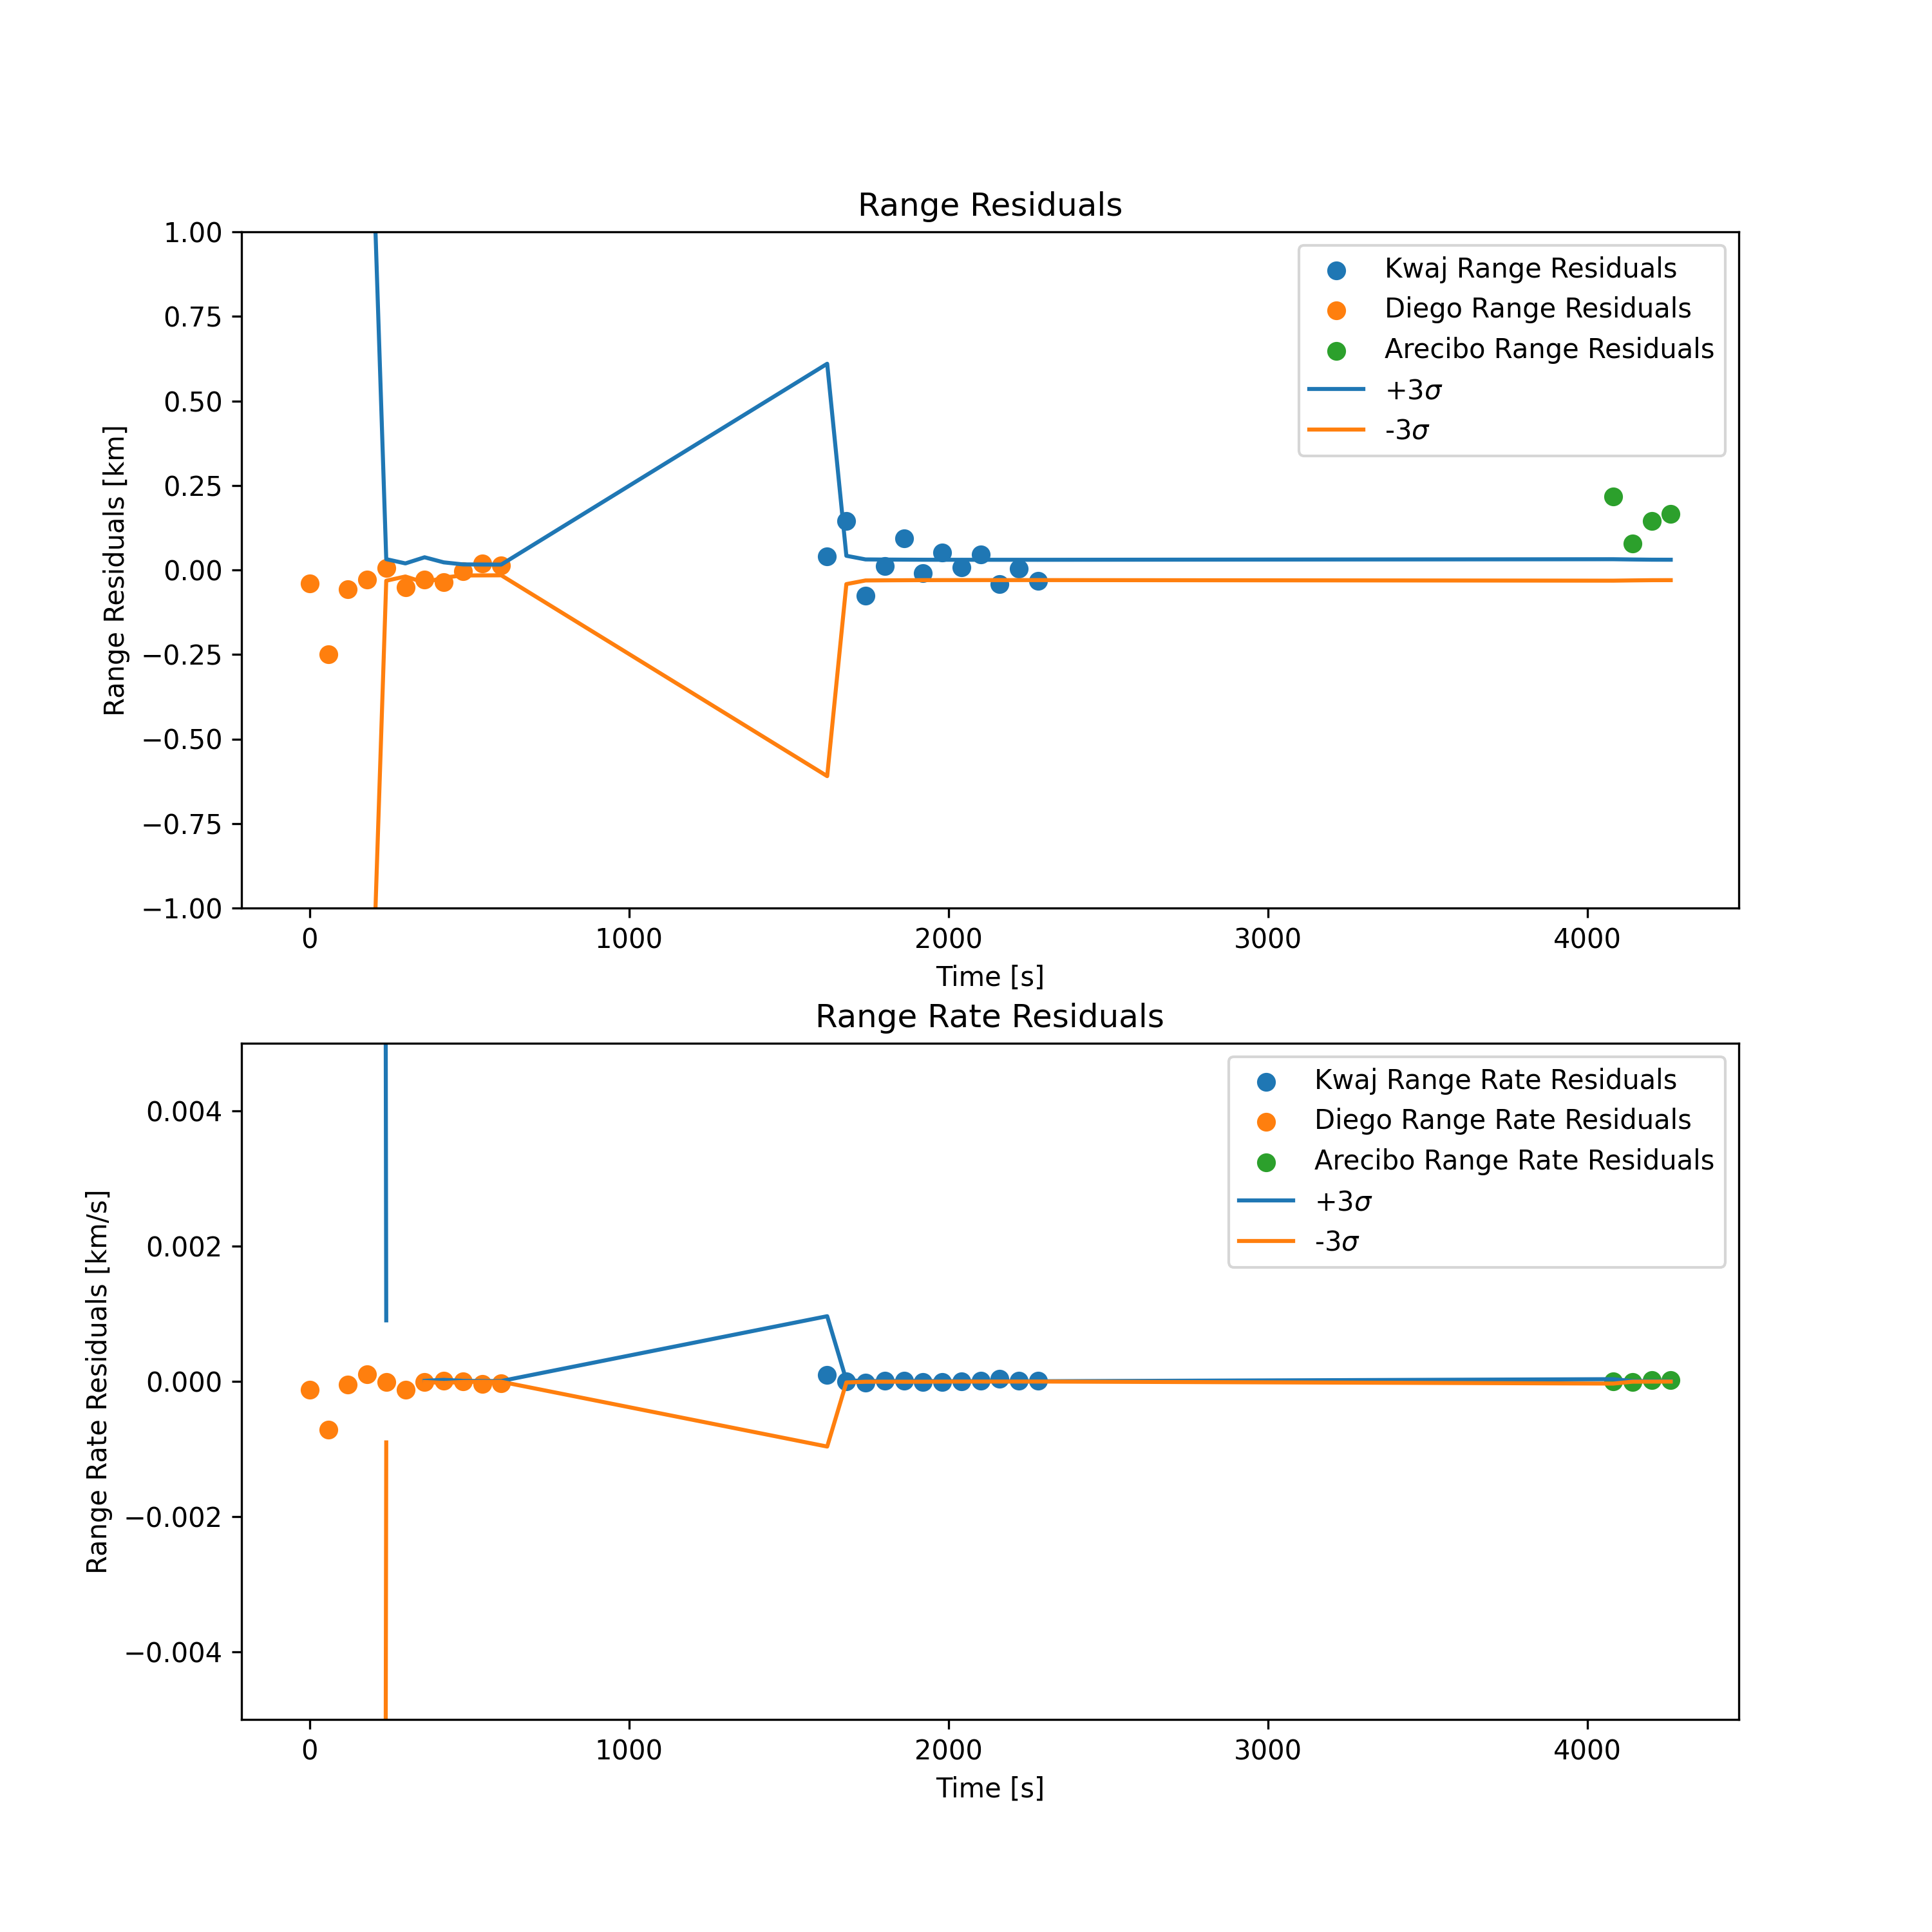 Range Residuals
1.00
0.75
0.50
0.25
0.00
−0.25
−0.50
−0.75
−1.00
Range Residuals [km]
Kwaj Range Residuals
Diego Range Residuals
Arecibo Range Residuals
+3σ
-3σ
0 1000 2000 3000 4000
Time [s]
Range Rate Residuals
0.004
0.002
0.000
−0.002
−0.004
Range Rate Residuals [km/s]
Kwaj Range Rate Residuals
Diego Range Rate Residuals
Arecibo Range Rate Residuals
+3σ
-3σ
0 1000 2000 3000 4000
Time [s]